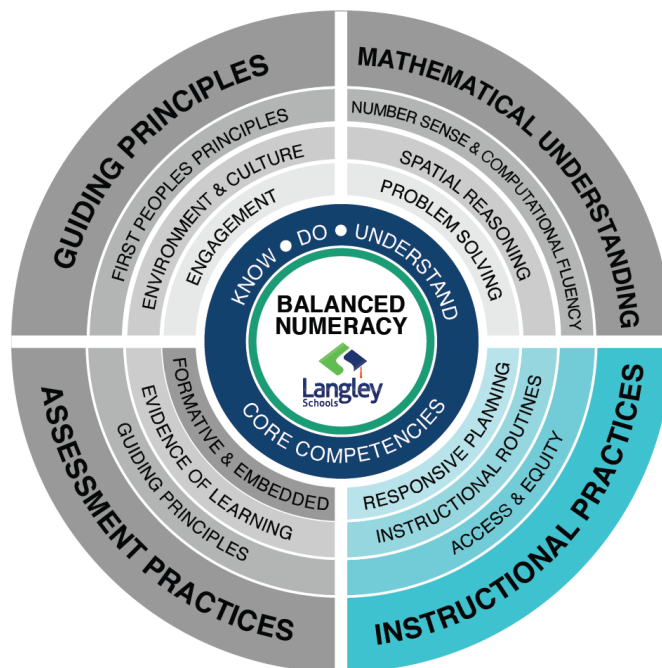 GUIDING PRINCIPLES
FIRST PEOPLES PRINCIPLES
ENVIRONMENT & CULTURE
ENGAGEMENT
MATHEMATICAL UNDERSTANDING
NUMBER SENSE & COMPUTATIONAL FLUENCY
SPATIAL REASONING
PROBLEM SOLVING
KNOW ● DO ● UNDERSTAND
BALANCED
NUMERACY
Langley
Schools
CORE COMPETENCIES
FORMATIVE & EMBEDDED
EVIDENCE OF LEARNING
GUIDING PRINCIPLES
ASSESSMENT PRACTICES
RESPONSIVE PLANNING
INSTRUCTIONAL ROUTINES
ACCESS & EQUITY
INSTRUCTIONAL PRACTICES